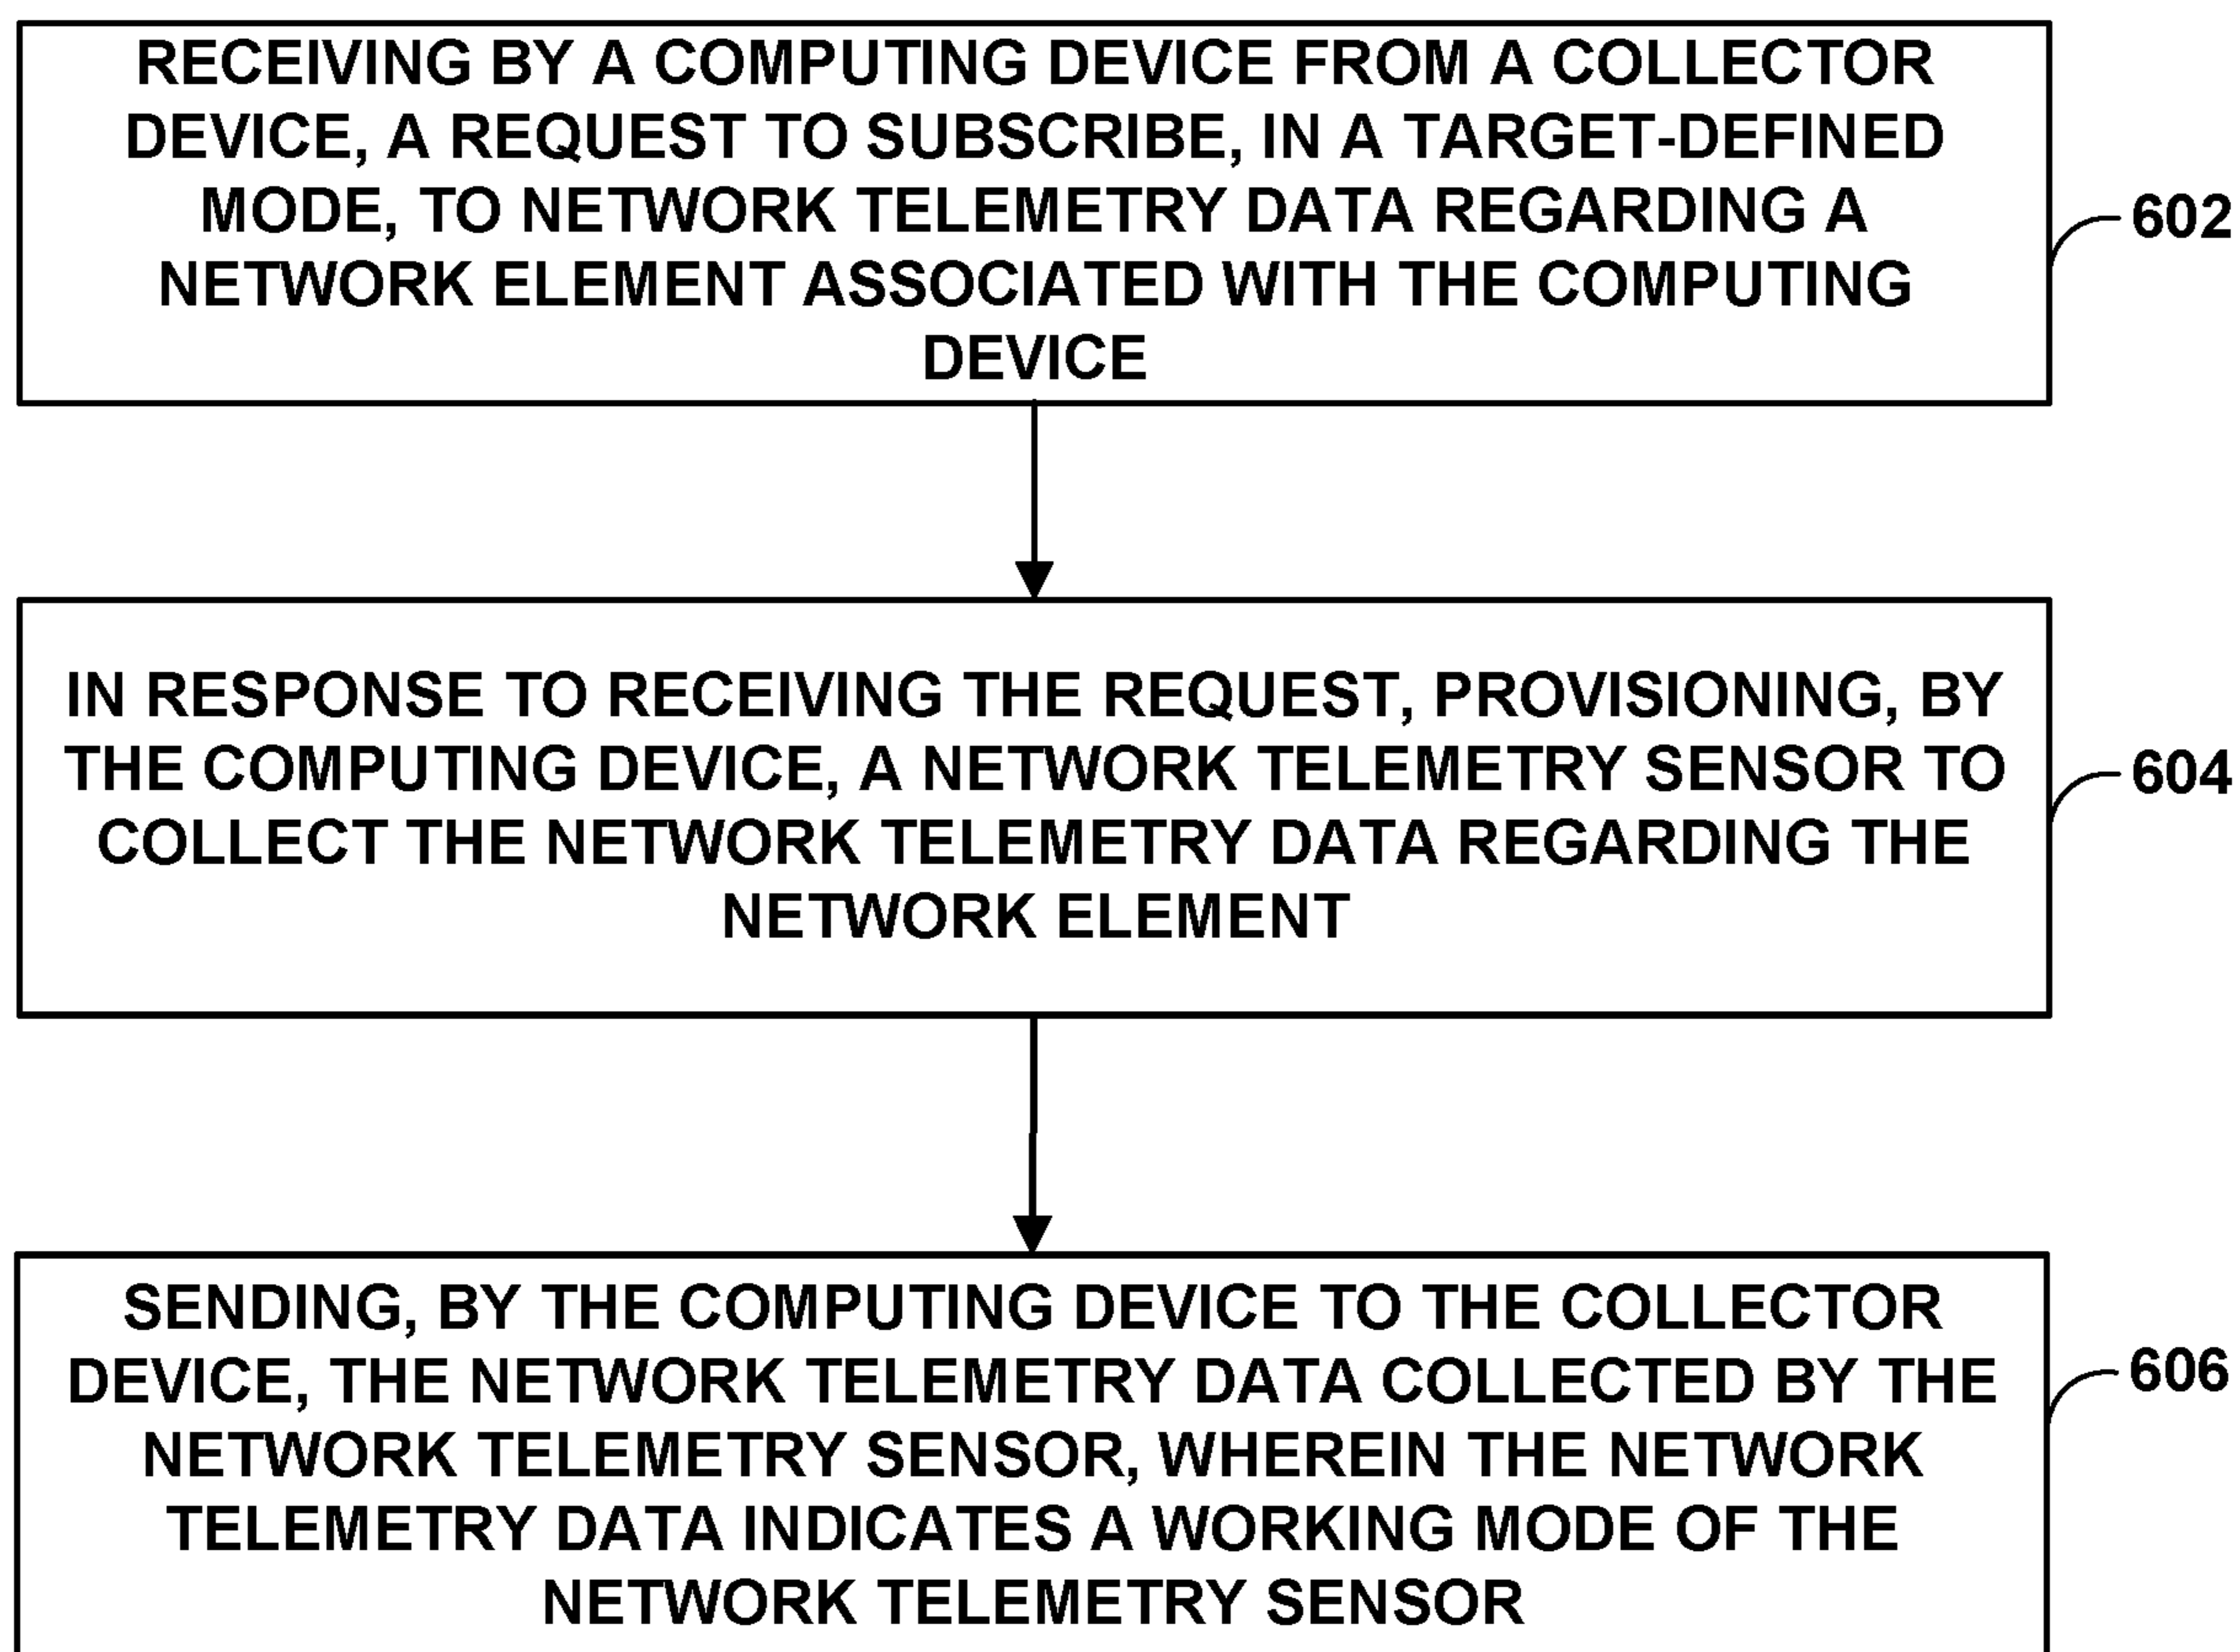 RECEIVING BY A COMPUTING DEVICE FROM A COLLECTOR
DEVICE, A REQUEST TO SUBSCRIBE, IN A TARGET-DEFINED
MODE, TO NETWORK TELEMETRY DATA REGARDING A
NETWORK ELEMENT ASSOCIATED WITH THE COMPUTING
DEVICE
602
IN RESPONSE TO RECEIVING THE REQUEST, PROVISIONING, BY
THE COMPUTING DEVICE, A NETWORK TELEMETRY SENSOR TO
COLLECT THE NETWORK TELEMETRY DATA REGARDING THE
NETWORK ELEMENT
604
SENDING, BY THE COMPUTING DEVICE TO THE COLLECTOR
DEVICE, THE NETWORK TELEMETRY DATA COLLECTED BY THE
NETWORK TELEMETRY SENSOR, WHEREIN THE NETWORK
TELEMETRY DATA INDICATES A WORKING MODE OF THE
NETWORK TELEMETRY SENSOR
606